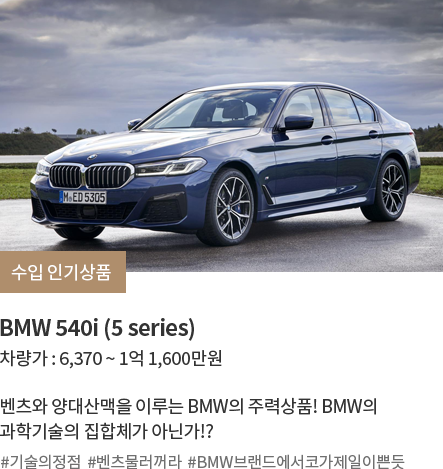 M ED 5305
수입 인기상품
BMW 540i (5 series)
차량가 : 6,370 ~ 1억 1,600만원
벤츠와 양대산맥을 이루는 BMW의 주력상품! BMW의
과학기술의 집합체가 아닌가!?
#기술의정점 #벤츠물러꺼라 #BMW브랜드에서코가제일이쁜듯